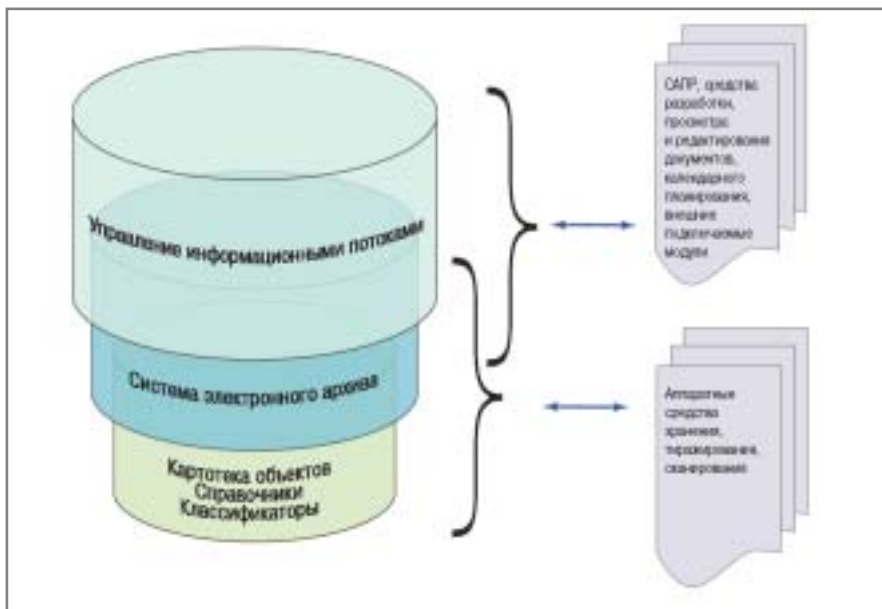 Управление информационными потоками
Система электронного архива
Картотека объектов
Справочники
Классификаторы
САПР, средства
разработки,
просмотра
и редактирования
документов,
календарного
планирования,
внешние
подключаемые
модули
Аппаратные
средства
хранения,
тиражирования,
сканирования